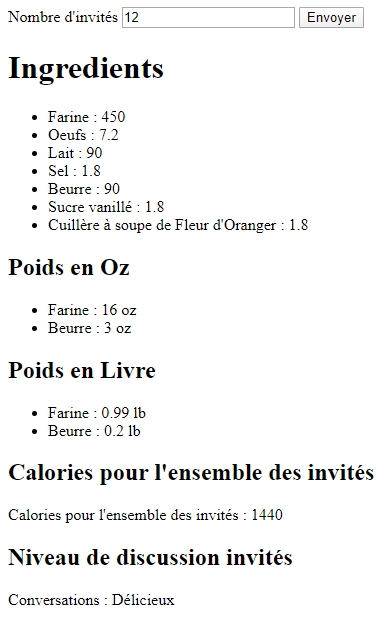 Nombre d'invités 12 Envoyer
Ingredients
Farine : 450
Oeufs : 7.2
Lait : 90
Sel : 1.8
Beurre : 90
Sucre vanillé : 1.8
Cuillère à soupe de Fleur d'Oranger : 1.8
Poids en Oz
Farine : 16 oz
Beurre : 3 oz
Poids en Livre
Farine : 0.99 lb
Beurre : 0.2 lb
Calories pour l'ensemble des invités
Calories pour l'ensemble des invités : 1440
Niveau de discussion invités
Conversations : Délicieux